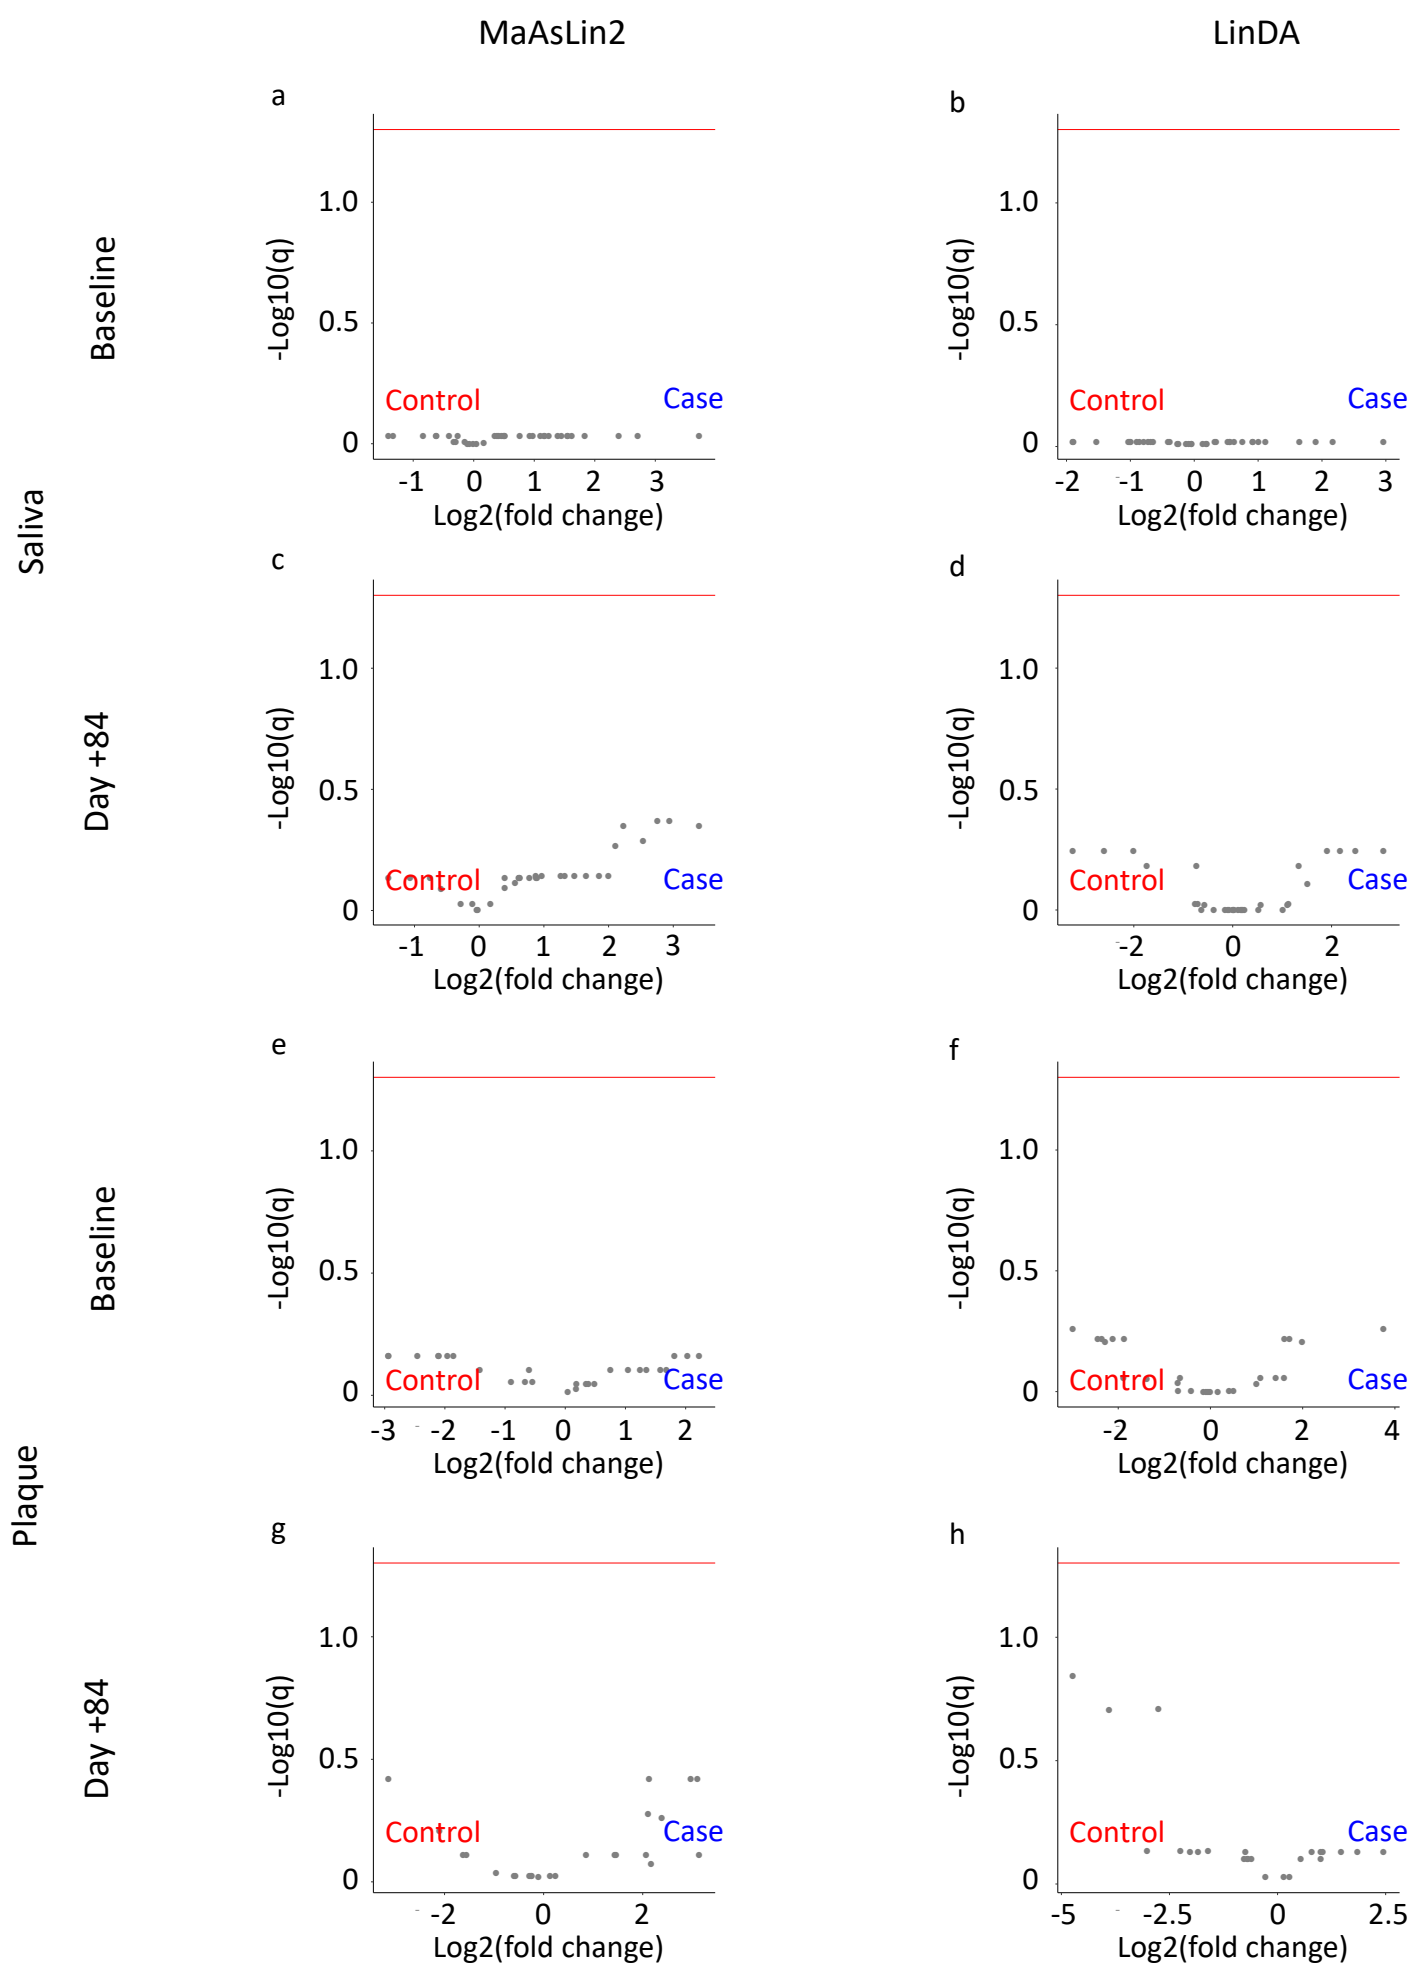 MaAsLin2 LinDA
Saliva
Baseline
a
-Log10(q)
1.0
0.5
0
Control Case
-1 0 1 2 3
Log2(fold change)
b
-Log10(q)
1.0
0.5
0
Control Case
-2 -1 0 1 2 3
Log2(fold change)
Day +84
c
-Log10(q)
1.0
0.5
0
Control Case
-1 0 1 2 3
Log2(fold change)
d
-Log10(q)
1.0
0.5
0
Control Case
-2 0 2
Log2(fold change)
Plaque
Baseline
e
-Log10(q)
1.0
0.5
0
Control Case
-3 -2 -1 0 1 2
Log2(fold change)
f
-Log10(q)
1.0
0.5
0
Control Case
-2 0 2 4
Log2(fold change)
Day +84
g
-Log10(q)
1.0
0.5
0
Control Case
-2 0 2
Log2(fold change)
h
-Log10(q)
1.0
0.5
0
Control Case
-5 -2.5 0 2.5
Log2(fold change)